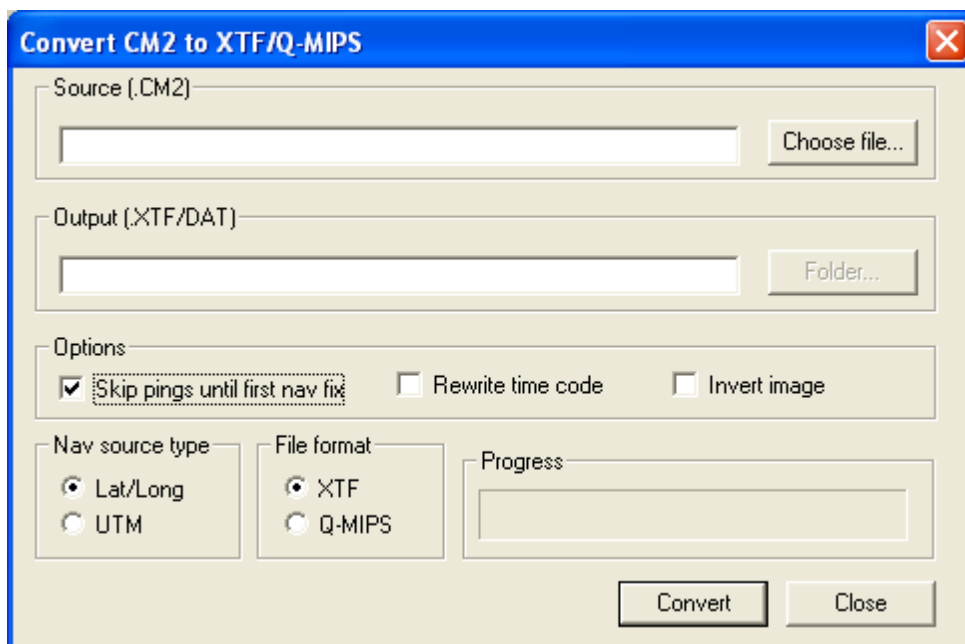 Convert CM2 to XTF/Q-MIPS
Source (.CM2)
Choose file...
Output (.XTF/DAT)
Folder...
Options
Skip pings until first nav fix
Rewrite time code
Invert image
Nav source type
Lat/Long
UTM
File format
XTF
Q-MIPS
Progress
Convert
Close